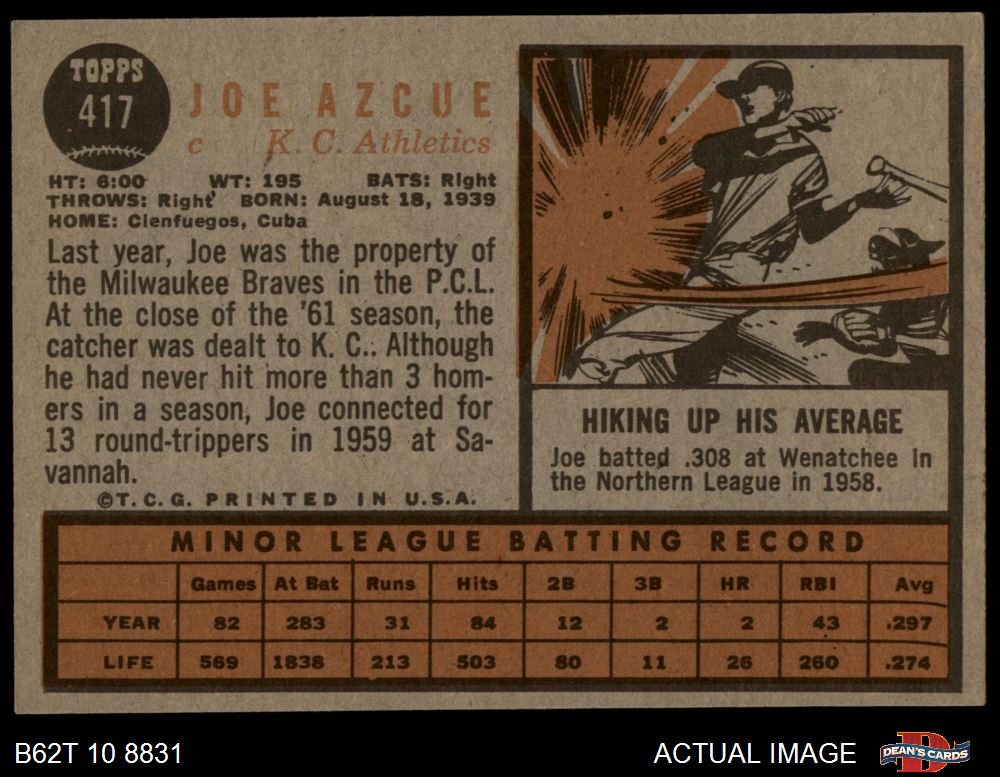 TOPPS
417
JOE AZCUE
c K. C. Athletics
HT: 6:00 WT: 195 BATS: Right
THROWS: Right BORN: August 18, 1939
HOME: Cienfuegos, Cuba
Last year, Joe was the property of
the Milwaukee Braves in the P.C.L.
At the close of the '61 season, the
catcher was dealt to K. C.. Although
he had never hit more than 3 hom-
ers in a season, Joe connected for
13 round-trippers in 1959 at Sa-
vannah.
©T.C.G. PRINTED IN U.S.A.
HIKING UP HIS AVERAGE
Joe batted .308 at Wenatchee in
the Northern League in 1958.
MINOR LEAGUE BATTING RECORD
Games At Bat Runs Hits 2B 3B HR RBI Avg
YEAR 82 283 31 84 12 2 2 43 .297
LIFE 569 1838 213 503 80 11 26 260 .274
B62T 10 8831
ACTUAL IMAGE
D
DEAN'S CARDS